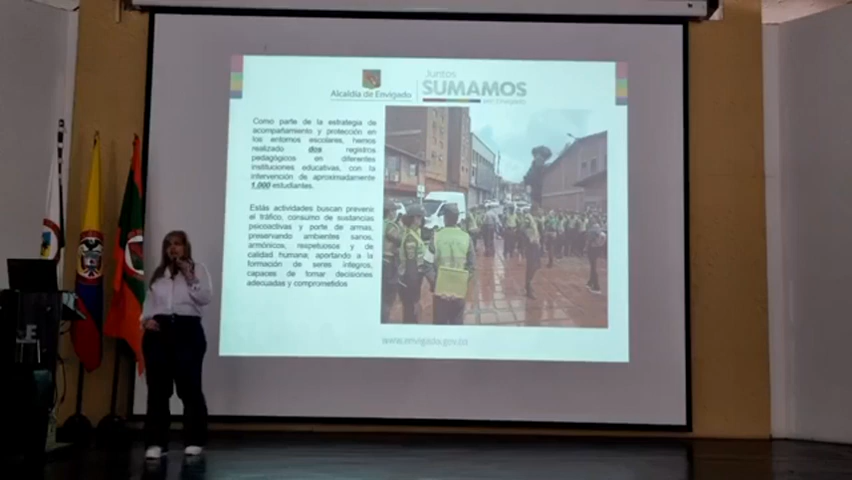 Juntos
SUMAMOS
Alcaldía de Envigado
POR ENVIGADO
Como parte de la estrategia de
acompañamiento y protección en
los entornos escolares, hemos
realizado dos registros
pedagógicos en diferentes
instituciones educativas, con la
intervención de aproximadamente
1.000 estudiantes.
Estás actividades buscan prevenir
el tráfico, consumo de sustancias
psicoactivas y porte de armas,
preservando ambientes sanos,
armónicos, respetuosos y de
calidad humana; aportando a la
formación de seres íntegros,
capaces de tomar decisiones
adecuadas y comprometidos
www.envigado.gov.co